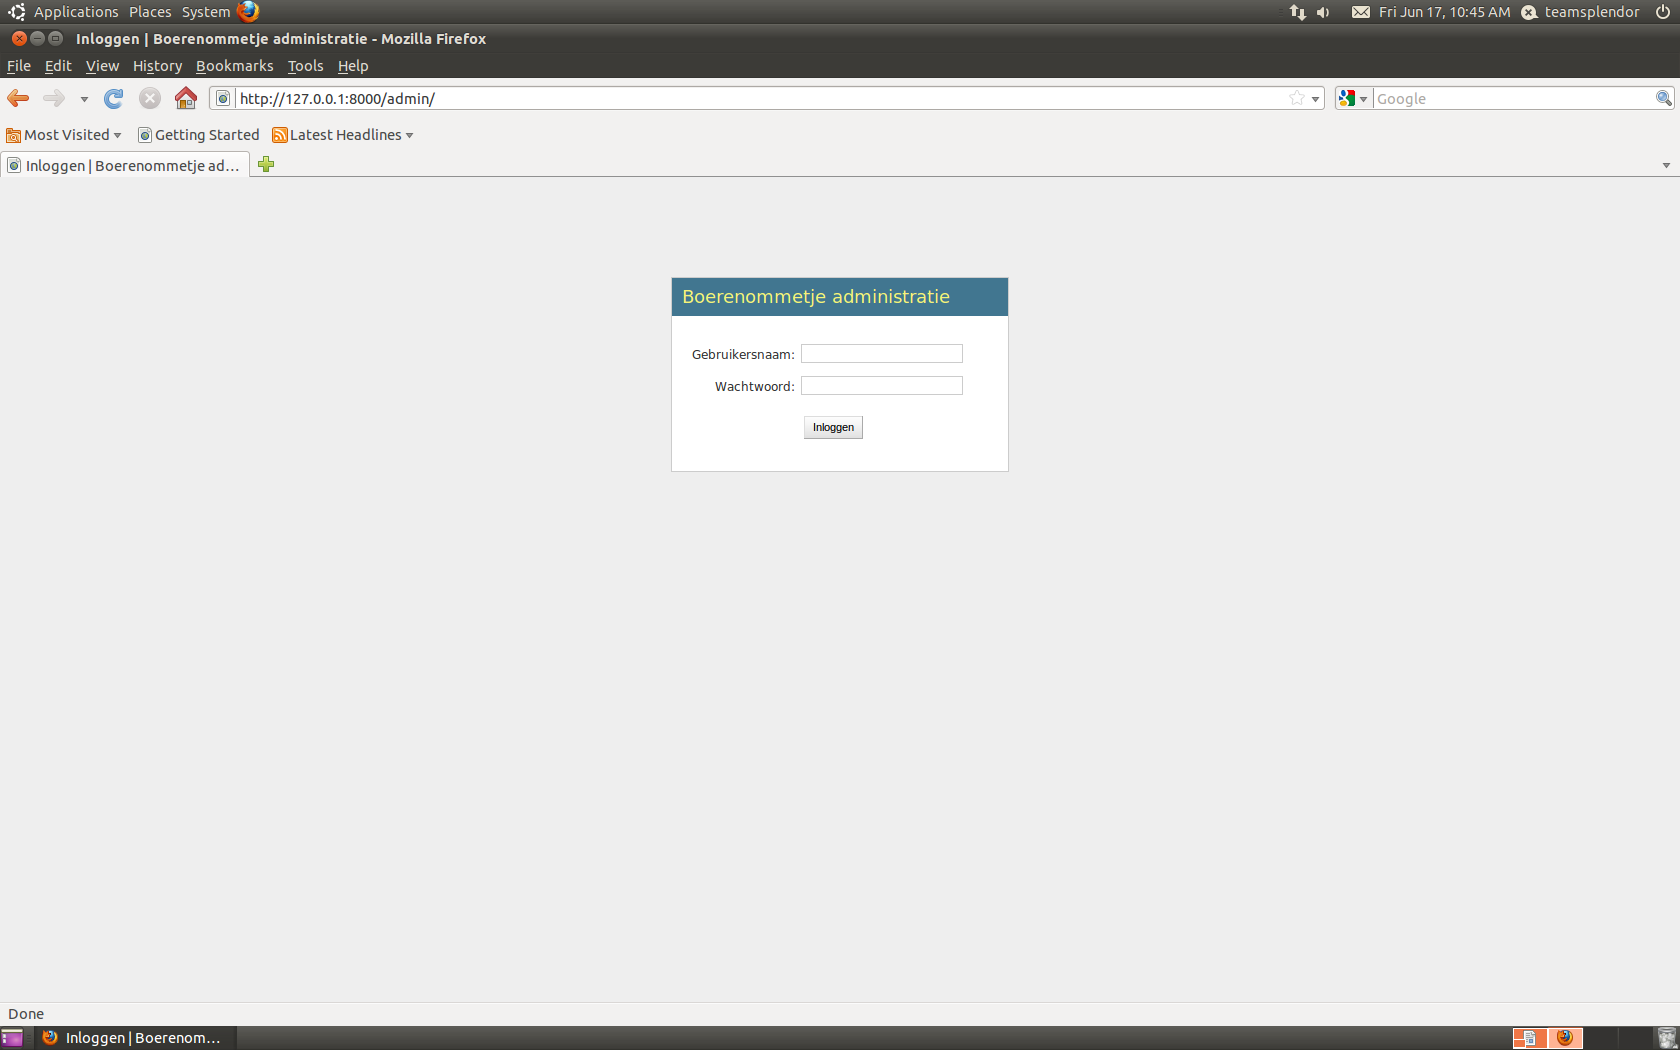 Applications Places System Fri Jun 17, 10:45 AM teamsplendor
Inloggen | Boerenommetje administratie - Mozilla Firefox
File Edit View History Bookmarks Tools Help
http://127.0.0.1:8000/admin/ Google
Most Visited Getting Started Latest Headlines
Inloggen | Boerenommetje ad...
Boerenommetje administratie
Gebruikersnaam:
Wachtwoord:
Inloggen
Done
Inloggen | Boerenom...